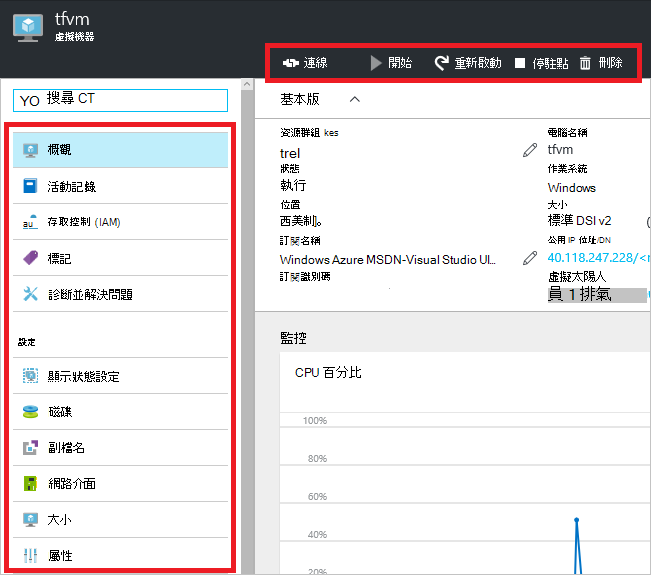 tfvm
虛擬機器
連線
開始
重新啟動
停駐點
刪除
YO 搜尋 CT
概觀
活動記錄
存取控制 (IAM)
標記
診斷並解決問題
設定
顯示狀態設定
磁碟
副檔名
網路介面
大小
屬性
基本版
資源群組 kes
trel
狀態
執行
位置
西美制]。
訂閱名稱
Windows Azure MSDN-Visual Studio UI...
訂閱識別碼
電腦名稱
tfvm
作業系統
Windows
大小
標準 DSI v2
公用 IP 位址/DN
40.118.247.228/<n
虛擬太陽人
員 1 排氣
監控
CPU 百分比
100%
80%
60%
40%
20%